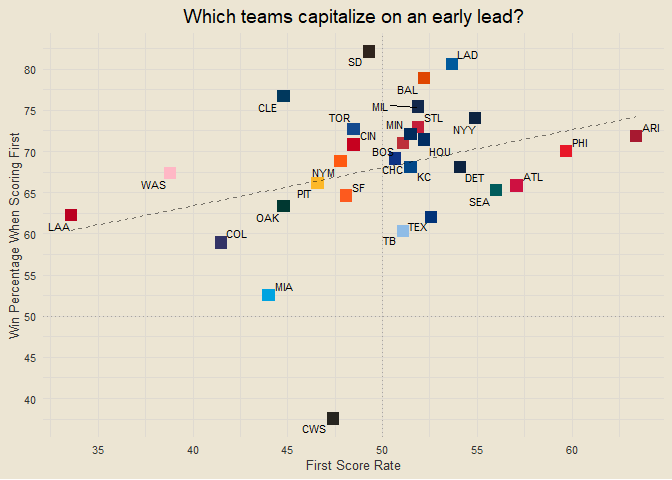 Which teams capitalize on an early lead?
Win Percentage When Scoring First
80
75
70
65
60
55
50
45
40
SD
LAD
BAL
CLE
MIL
TOR
STL
NYY
MIN
CIN
ARI
BOS
HOU
PHI
NYM
CHC
WAS
KC
DET
ATL
PIT
SF
SEA
LAA
OAK
COL
TEX
TB
MIA
CWS
35
40
45
50
55
60
First Score Rate